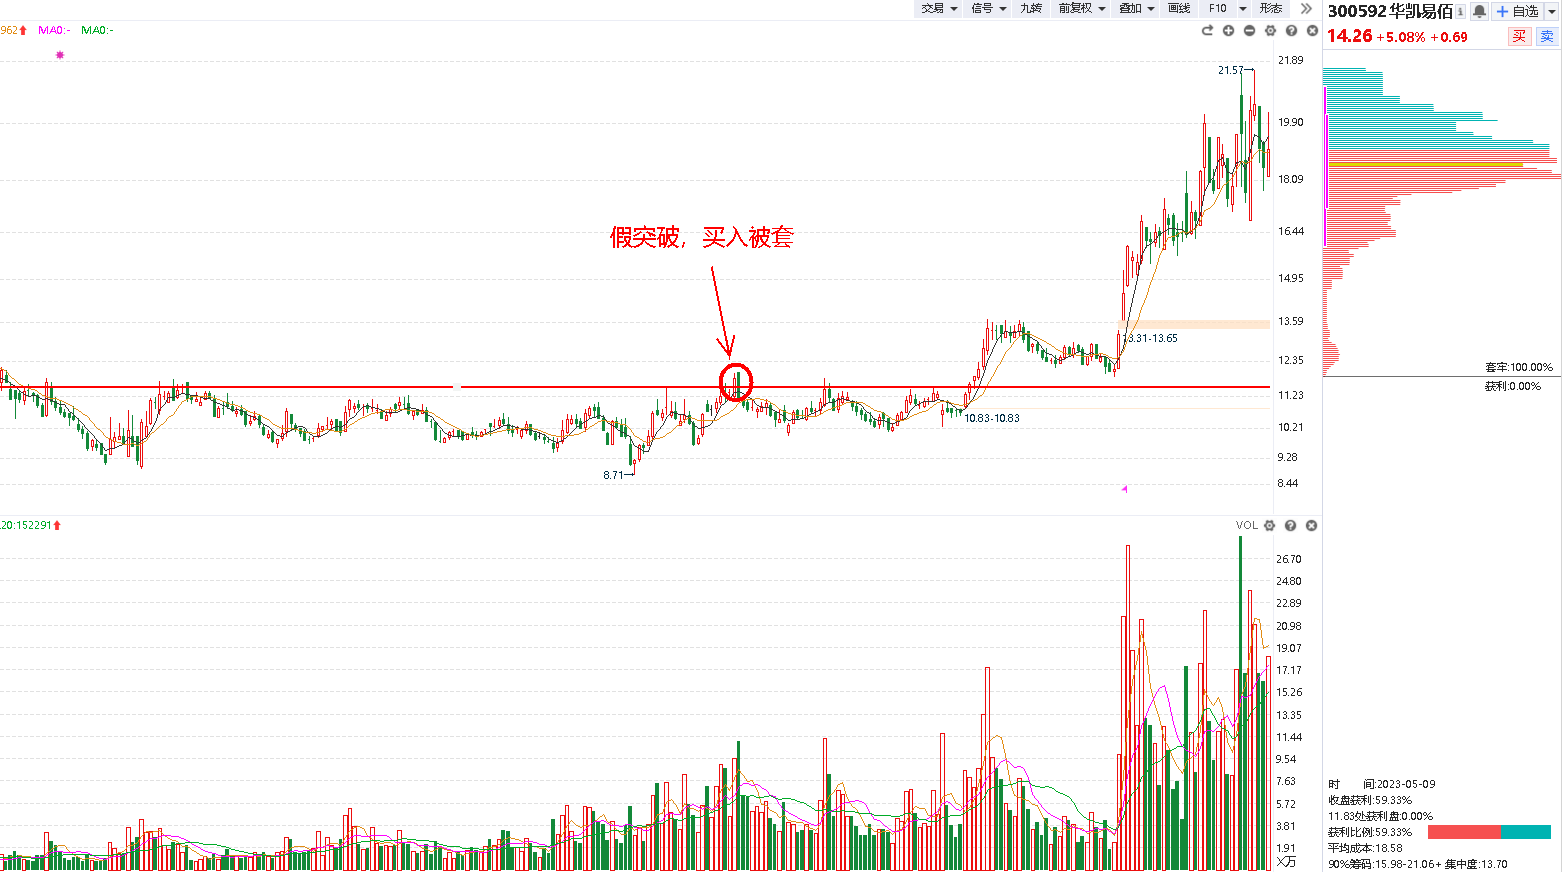 交易 信号 九转 前复权 叠加 画线 F10 形态
300592 华凯易佰 自选
14.26 +5.08% +0.69 买 卖
962 MA0:- MA0:-
21.57
21.89
19.90
18.09
16.44
14.95
13.59
12.35
11.23
10.21
9.28
8.44
假突破，买入被套
13.31-13.65
10.83-10.83
8.71
套牢:100.00%
获利:0.00%
20:152291
VOL
26.70
24.80
22.89
20.98
19.07
17.17
15.26
13.35
11.44
9.54
7.63
5.72
3.81
1.91
X万
时 间:2023-05-09
收盘获利:59.33%
11.83处获利盘:0.00%
获利比例:59.33%
平均成本:18.58
90%筹码:15.98-21.06+ 集中度:13.70